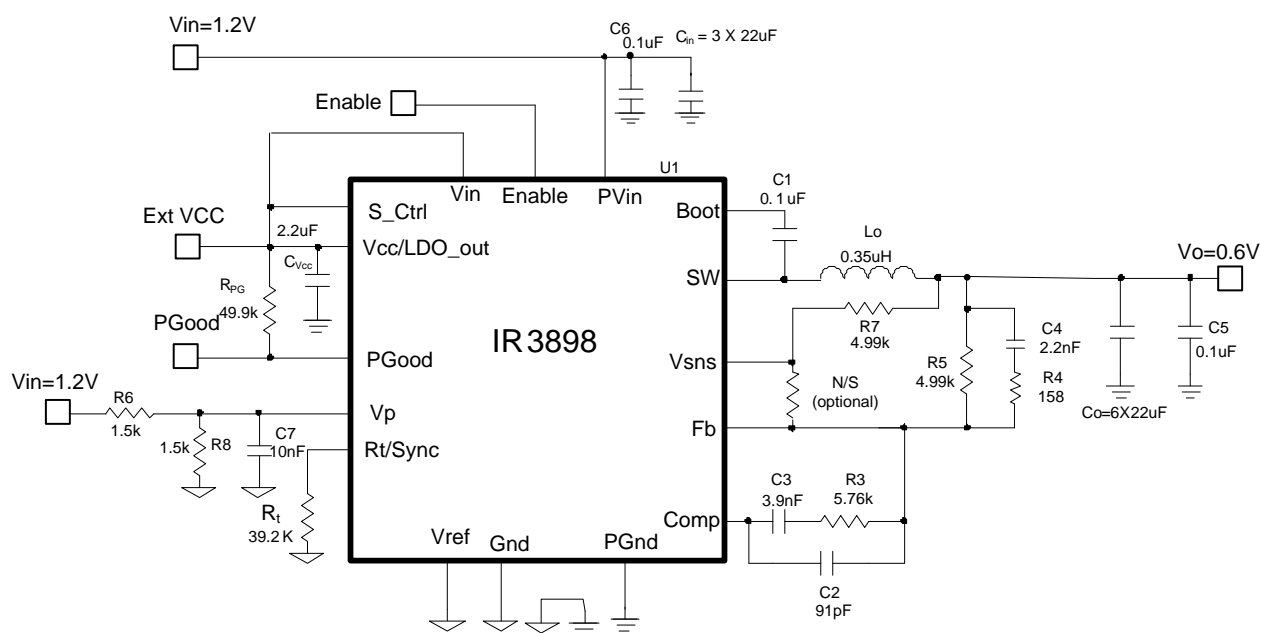 Vin=1.2V
C6
0.1uF
Cin = 3 X 22uF
Enable
U1
Vin
Enable
PVin
C1
0.1uF
S_Ctrl
Boot
Ext VCC
2.2uF
Vcc/LDO_out
CVcc
Lo
0.35uH
SW
Vo=0.6V
RPG
49.9k
PGood
IR3898
R7
4.99k
C4
2.2nF
C5
0.1uF
PGood
Vsns
R5
4.99k
R4
158
N/S
(optional)
Co=6X22uF
Vin=1.2V
R6
1.5k
Vp
Fb
1.5k
R8
C7
10nF
Rt/Sync
C3
3.9nF
R3
5.76k
Rt
39.2K
Comp
Vref
Gnd
PGnd
C2
91pF